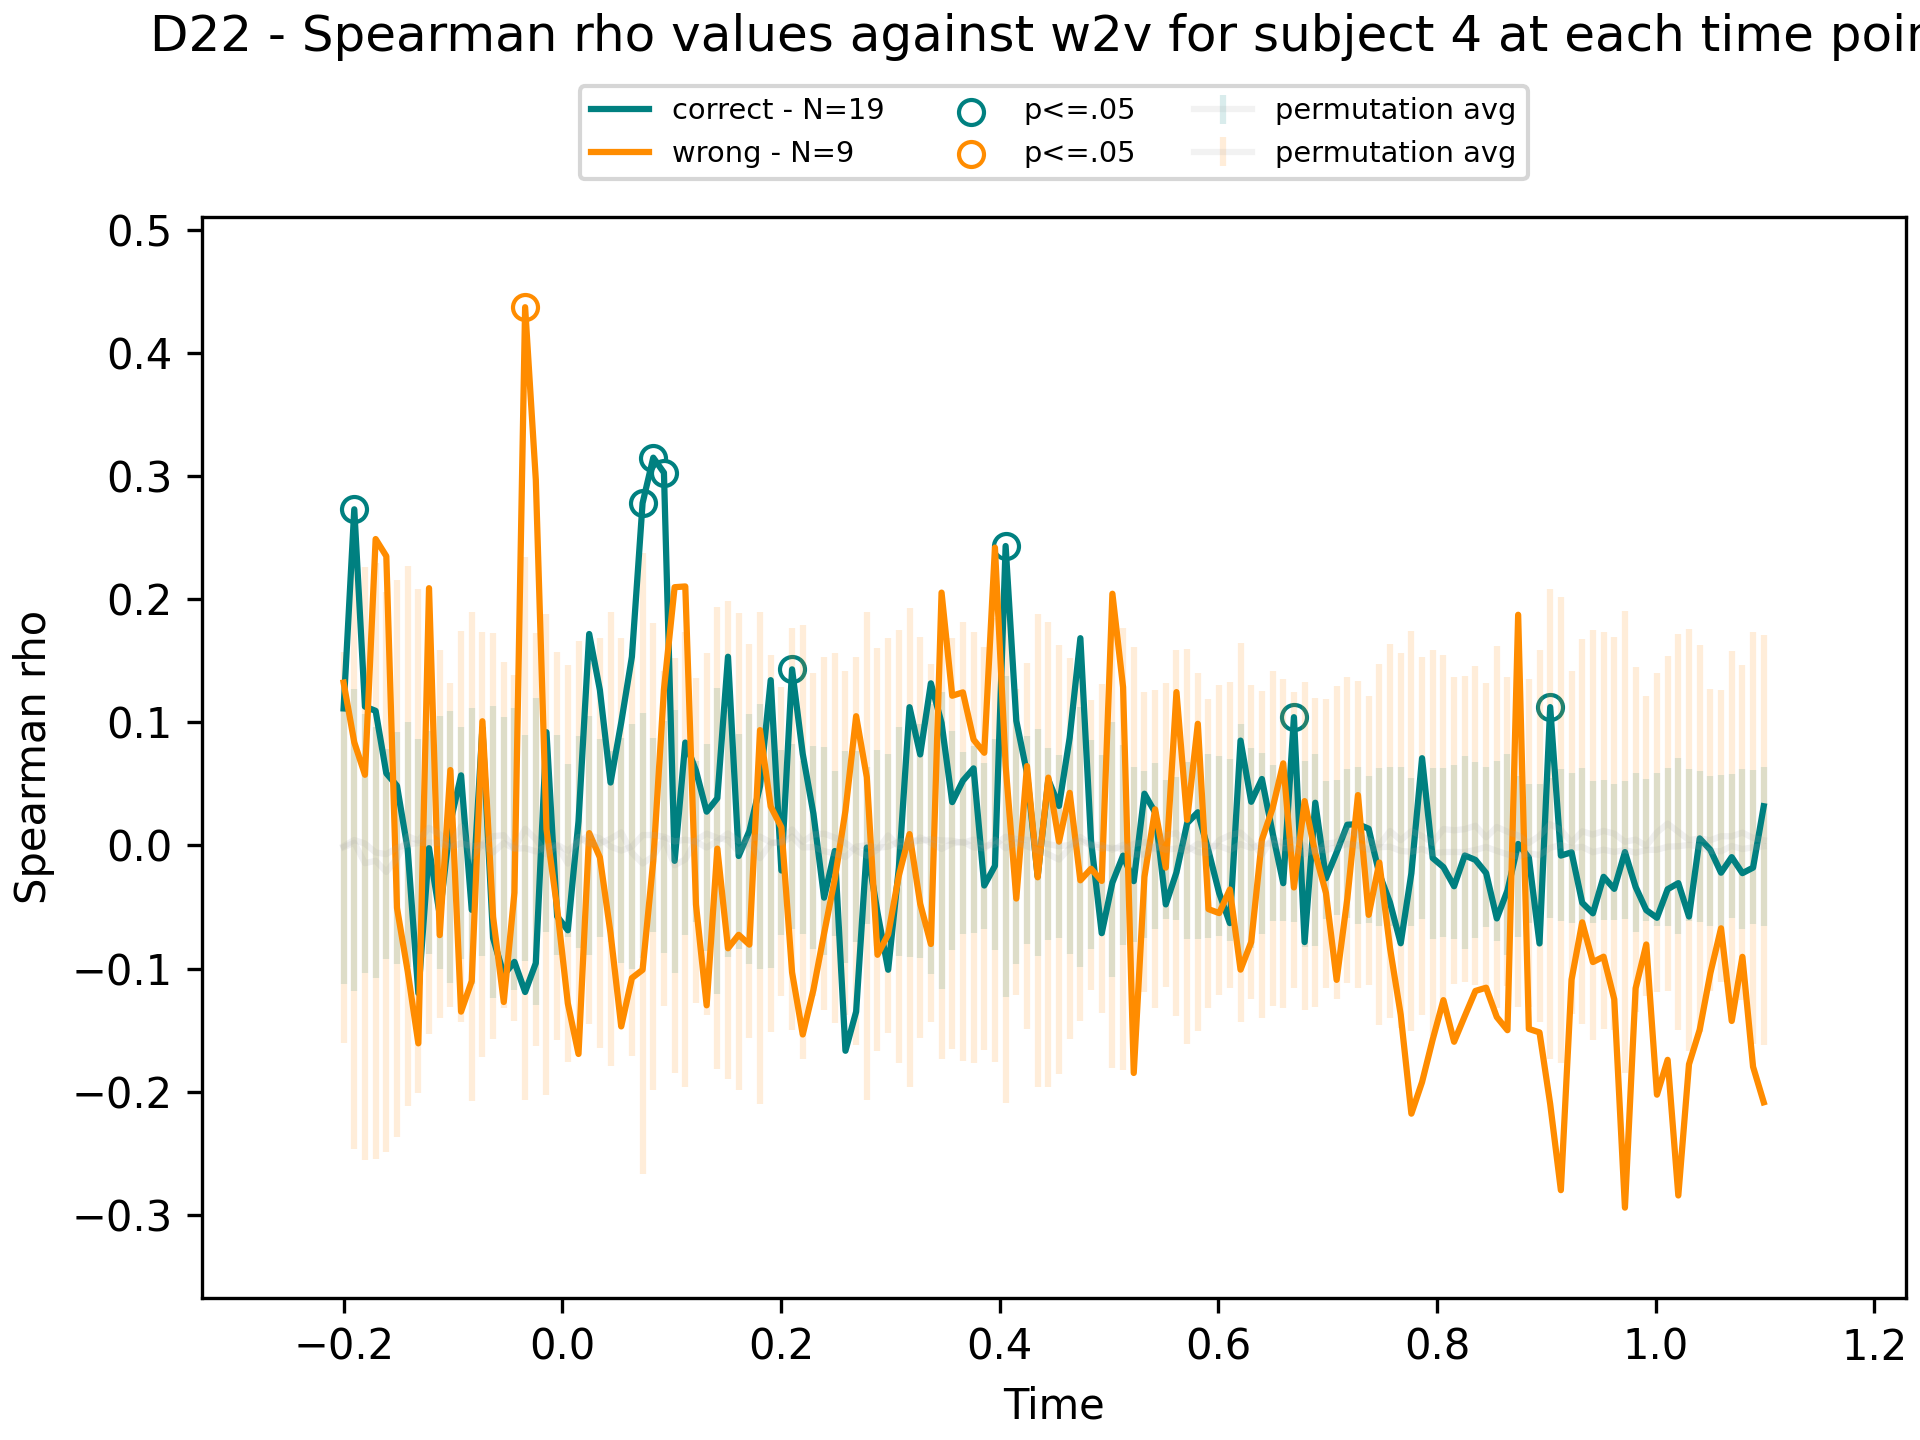 D22 - Spearman rho values against w2v for subject 4 at each time
correct - N=19 p<=.05 permutation avg
wrong - N=9 p<=.05 permutation avg
0.5
0.4
0.3
0.2
0.1
0.0
−0.1
−0.2
−0.3
Spearman rho
−0.2 0.0 0.2 0.4 0.6 0.8 1.0 1.2
Time